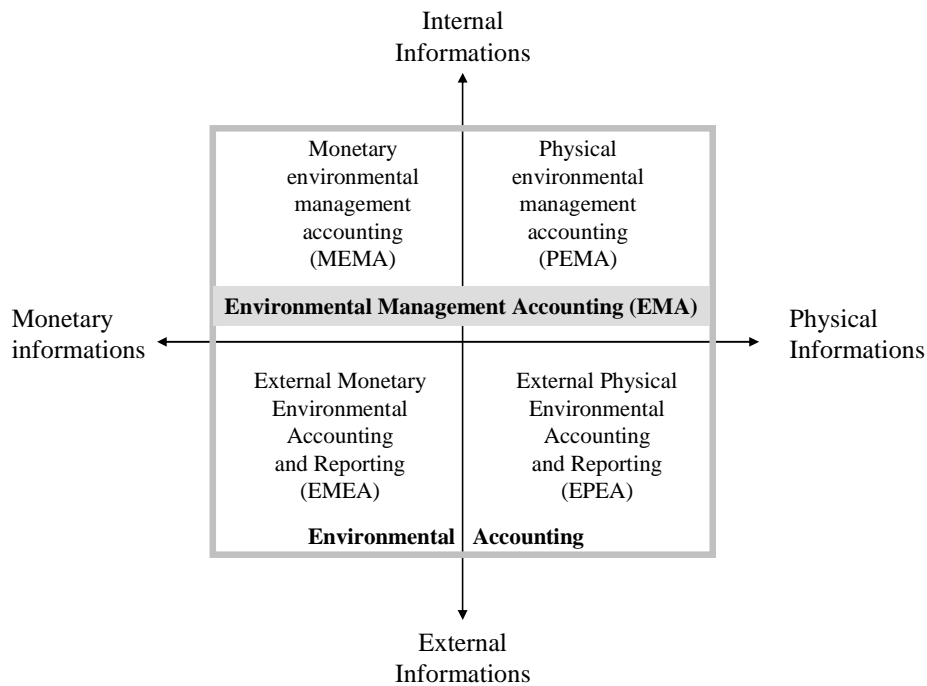 Internal
Informations
Monetary
environmental
management
accounting
(MEMA)
Physical
environmental
management
accounting
(PEMA)
Environmental Management Accounting (EMA)
Monetary
informations
Physical
Informations
External Monetary
Environmental
Accounting
and Reporting
(EMEA)
External Physical
Environmental
Accounting
and Reporting
(EPEA)
Environmental Accounting
External
Informations